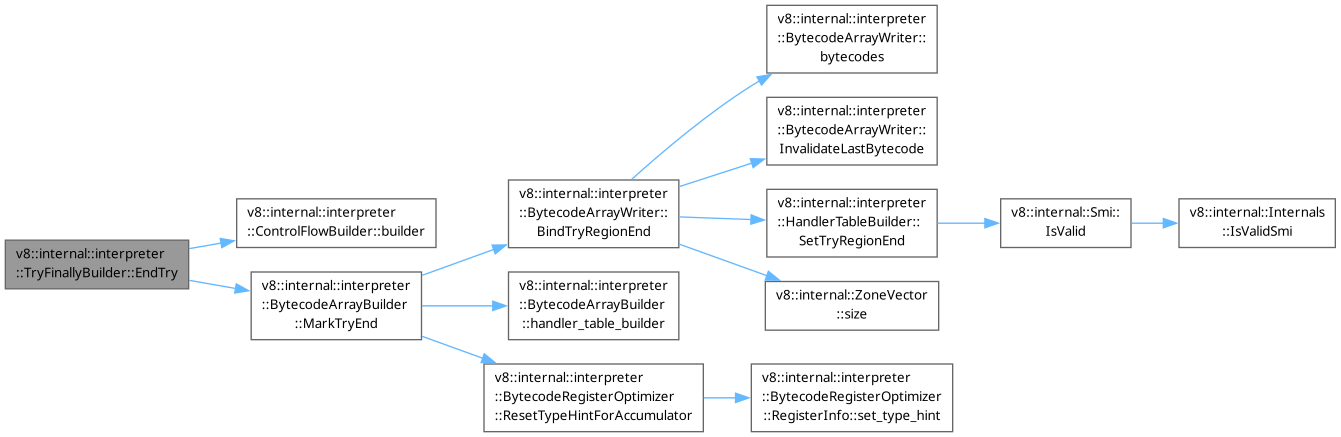 v8::internal::interpreter
::TryFinallyBuilder::EndTry
v8::internal::interpreter
::ControlFlowBuilder::builder
v8::internal::interpreter
::BytecodeArrayBuilder
::MarkTryEnd
v8::internal::interpreter
::BytecodeArrayWriter::
BindTryRegionEnd
v8::internal::interpreter
::BytecodeArrayWriter::
bytecodes
v8::internal::interpreter
::BytecodeArrayWriter::
InvalidateLastBytecode
v8::internal::interpreter
::HandlerTableBuilder::
SetTryRegionEnd
v8::internal::Smi::
IsValid
v8::internal::Internals
::IsValidSmi
v8::internal::ZoneVector
::size
v8::internal::interpreter
::BytecodeArrayBuilder
::handler_table_builder
v8::internal::interpreter
::BytecodeRegisterOptimizer
::ResetTypeHintForAccumulator
v8::internal::interpreter
::BytecodeRegisterOptimizer
::RegisterInfo::set_type_hint